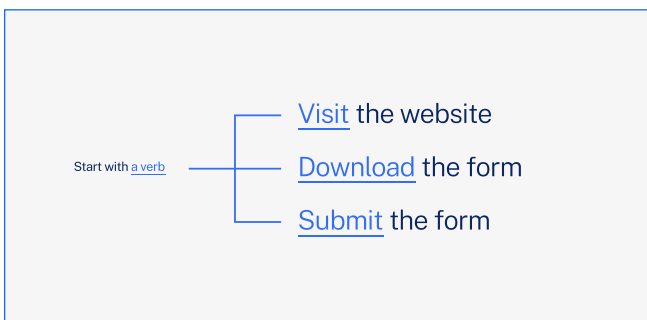 Start with a verb
Visit the website
Download the form
Submit the form